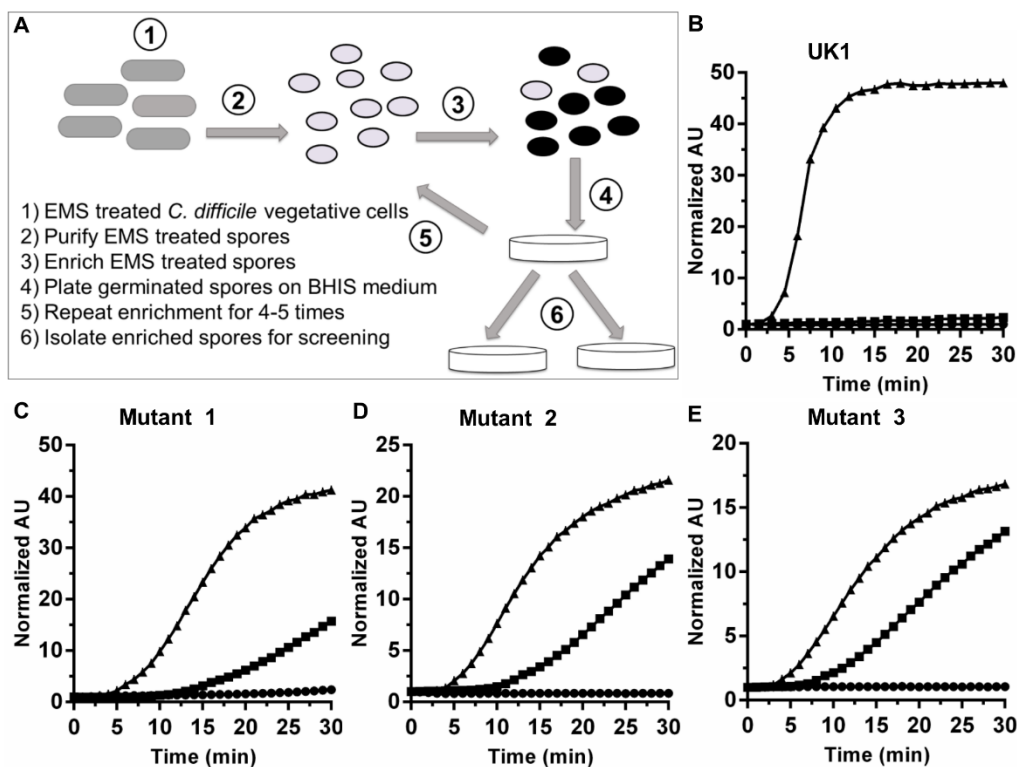 A
1
2
3
4
5
6
1) EMS treated C. difficile vegetative cells
2) Purify EMS treated spores
3) Enrich EMS treated spores
4) Plate germinated spores on BHIS medium
5) Repeat enrichment for 4-5 times
6) Isolate enriched spores for screening
B
UK1
Normalized AU
50
40
30
20
10
0
0 5 10 15 20 25 30
Time (min)
C
Mutant 1
Normalized AU
50
40
30
20
10
0
0 5 10 15 20 25 30
Time (min)
D
Mutant 2
Normalized AU
25
20
15
10
5
0
0 5 10 15 20 25 30
Time (min)
E
Mutant 3
Normalized AU
20
15
10
5
0
0 5 10 15 20 25 30
Time (min)